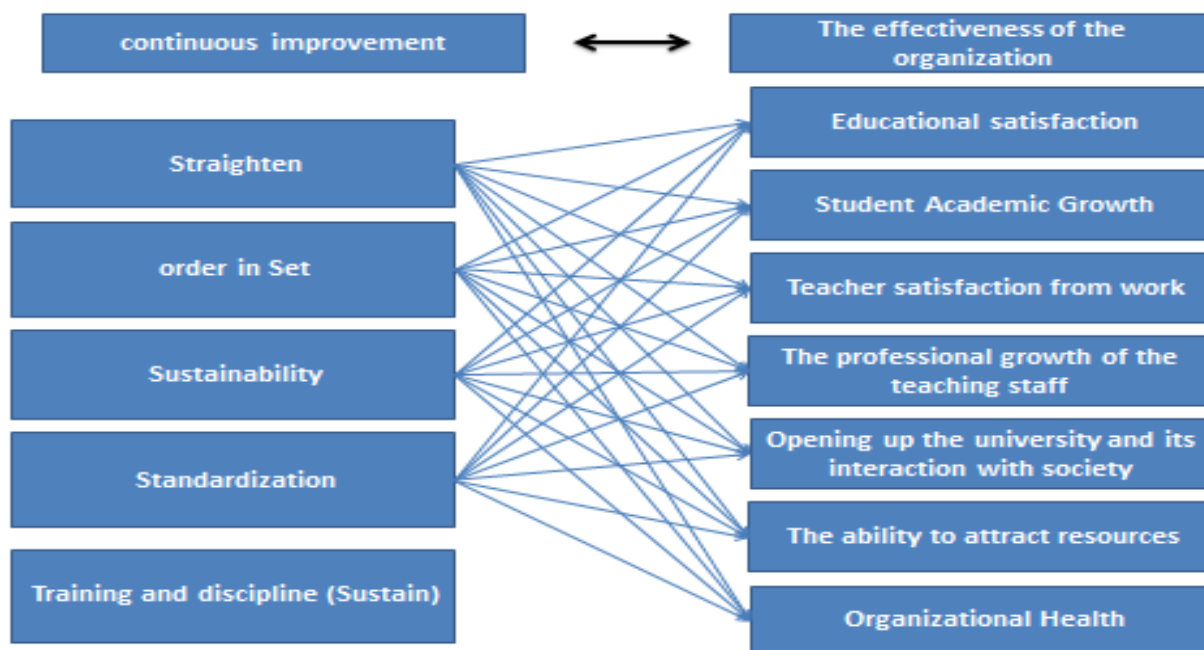 continuous improvement
The effectiveness of the
organization
Straighten
order in Set
Sustainability
Standardization
Training and discipline (Sustain)
Educational satisfaction
Student Academic Growth
Teacher satisfaction from work
The professional growth of the
teaching staff
Opening up the university and its
interaction with society
The ability to attract resources
Organizational Health